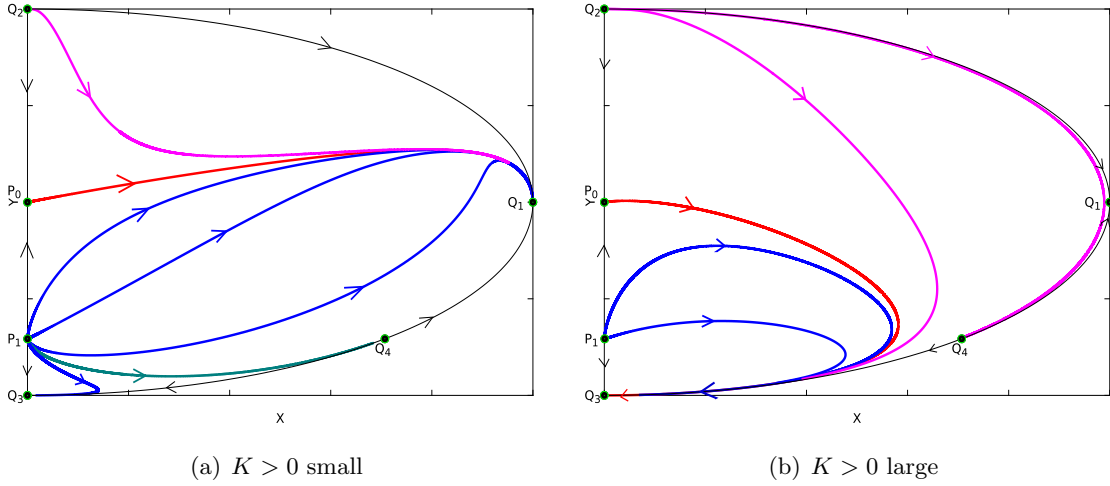 Q2
P0
Y
Q1
P1
Q4
Q3
X
(a) K > 0 small
Q2
P0
Y
Q1
P1
Q4
Q3
X
(b) K > 0 large